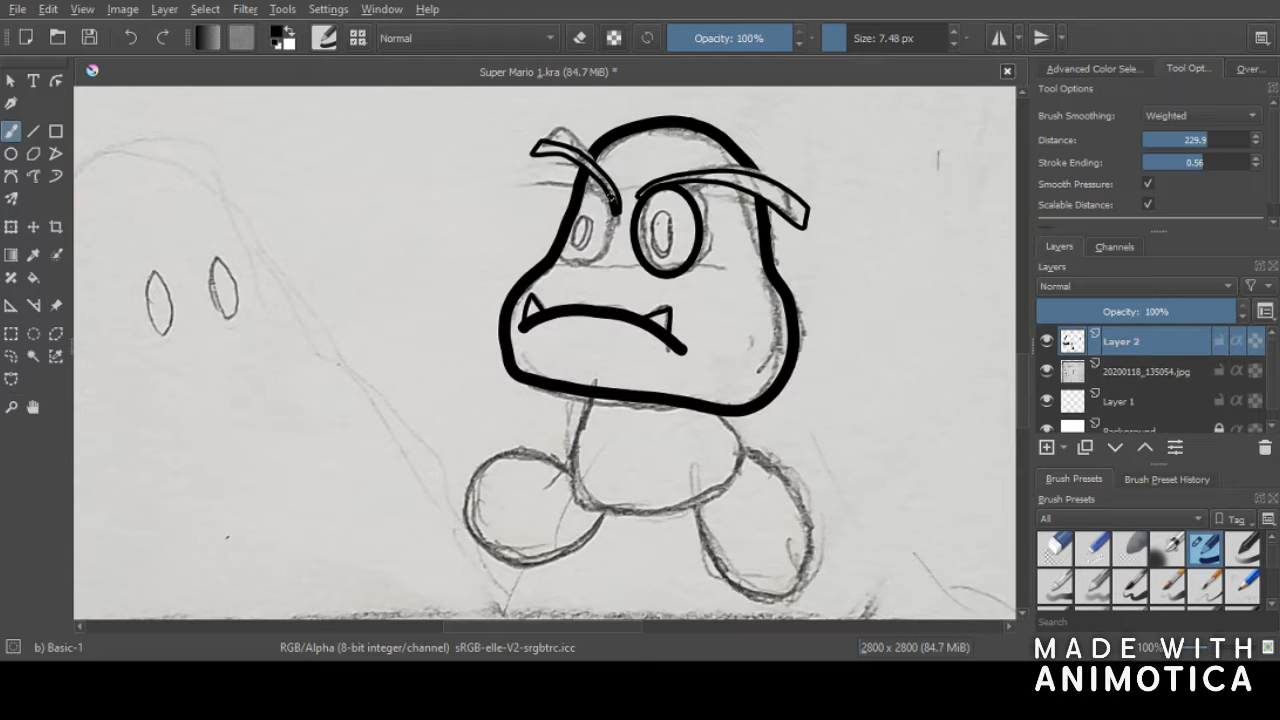 File Edit View Image Layer Select Filter Tools Settings Window Help
Normal Opacity: 100% Size: 7.48 px
Super Mario 1.kra (84.7 MiB) *
Advanced Color Sele... Tool Opt... Over...
Tool Options
Brush Smoothing: Weighted
Distance: 229.9
Stroke Ending: 0.56
Smooth Pressure: ✓
Scalable Distance: ✓
Layers Channels
Layers
Normal
Opacity: 100%
Layer 2
20200118_135054.jpg
Layer 1
Background
Brush Presets Brush Preset History
Brush Presets
All Tag
Search
b) Basic-1 RGB/Alpha (8-bit integer/channel) sRGB-elle-V2-srgbtrc.icc 2800 x 2800 (84.7 MiB) 100%
MADE WITH
ANIMOTICA